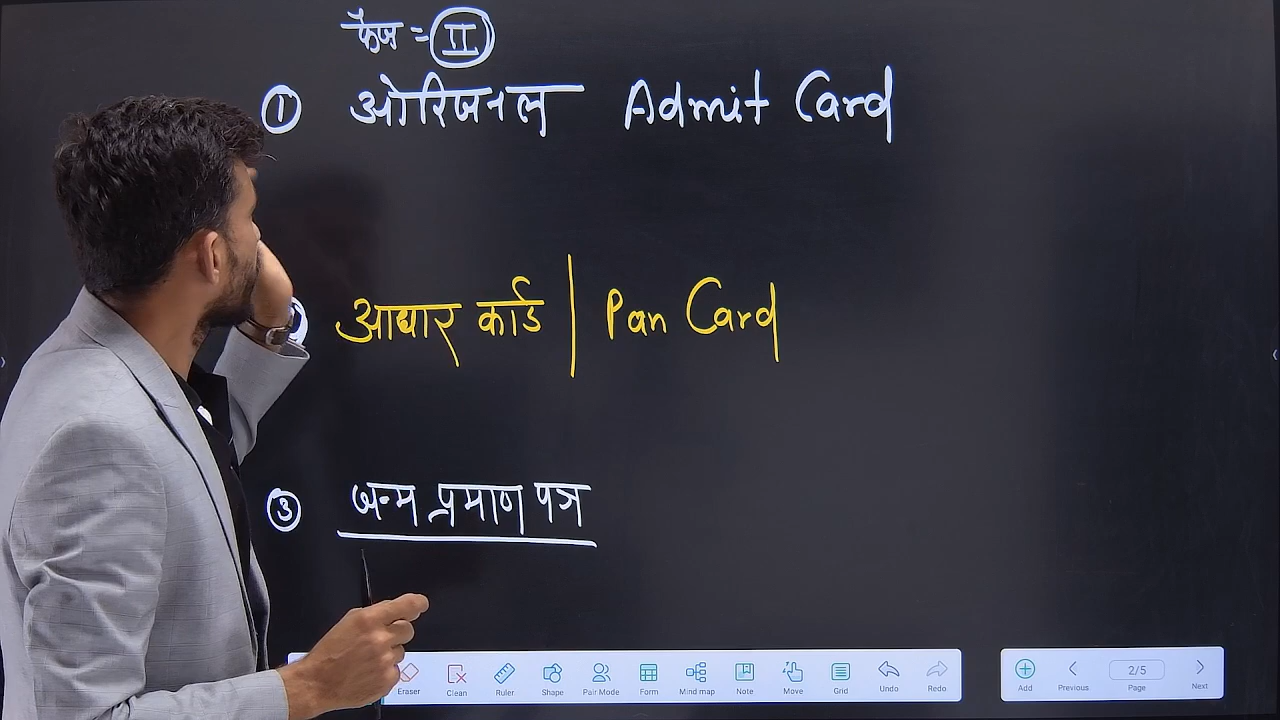 फेज = II
① ओरिजनल Admit Card
आधार कार्ड | Pan Card
③ जन्म प्रमाण पत्र
Eraser Clean Ruler Shape Pair Mode Form Mind map Note Move Grid Undo Redo
Add Previous 2/5 Page Next